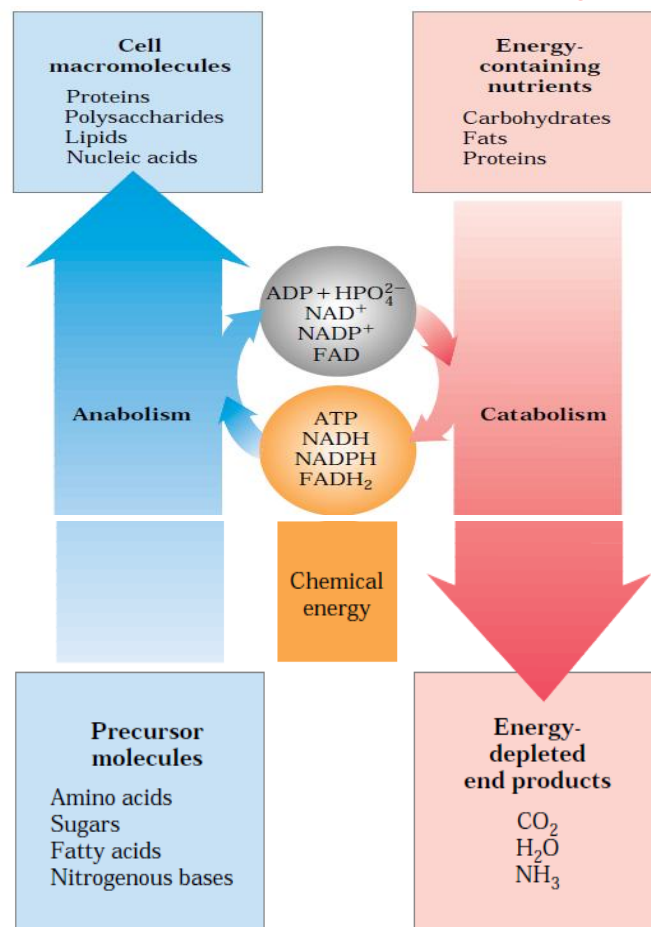 Cell
macromolecules
Proteins
Polysaccharides
Lipids
Nucleic acids
Energy-
containing
nutrients
Carbohydrates
Fats
Proteins
ADP + HPO₄²⁻
NAD⁺
NADP⁺
FAD
Anabolism
ATP
NADH
NADPH
FADH₂
Catabolism
Chemical
energy
Precursor
molecules
Amino acids
Sugars
Fatty acids
Nitrogenous bases
Energy-
depleted
end products
CO₂
H₂O
NH₃